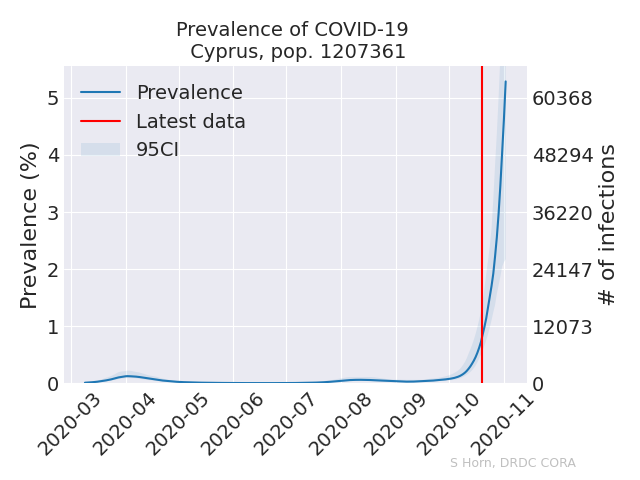 Prevalence of COVID-19
Cyprus, pop. 1207361
Prevalence
Latest data
95CI
Prevalence (%)
5
4
3
2
1
0
60368
48294
36220
24147
12073
0
# of infections
2020-03
2020-04
2020-05
2020-06
2020-07
2020-08
2020-09
2020-10
2020-11
S Horn, DRDC CORA